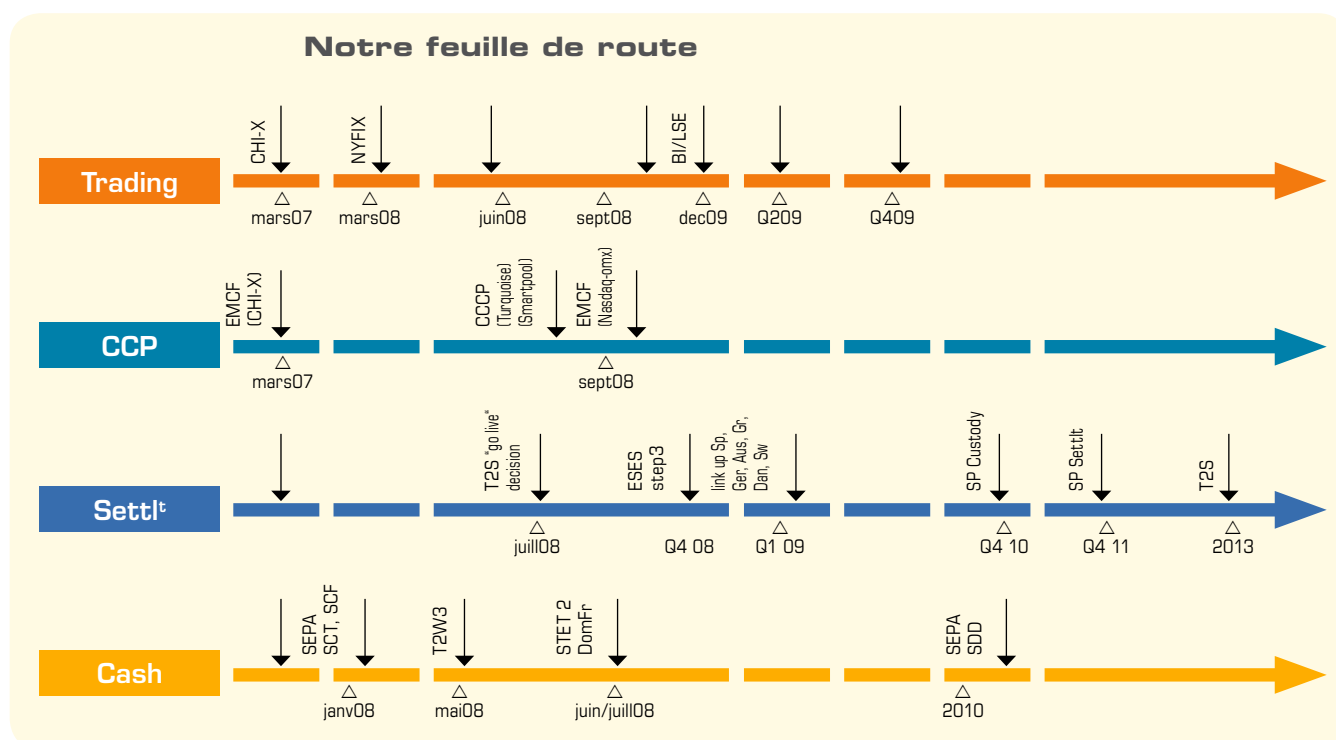 Notre feuille de route
Trading
CHI-X
NYFIX
BI/LSE
mars07
mars08
juin08
sept08
dec09
Q209
Q409
CCP
EMCF
(CHI-X)
CCCP
(Turquoise)
(Smartpool)
EMCF
(Nasdaq-omx)
mars07
sept08
Settlᵗ
T2S "go live"
decision
ESES
step3
link up Sp,
Ger, Aus, Gr,
Dan, Sw
SP Custody
SP Settlt
T2S
juill08
Q4 08
Q1 09
Q4 10
Q4 11
2013
Cash
SEPA
SCT, SCF
T2W3
STET 2
DomFr
SEPA
SDD
janv08
mai08
juin/juill08
2010